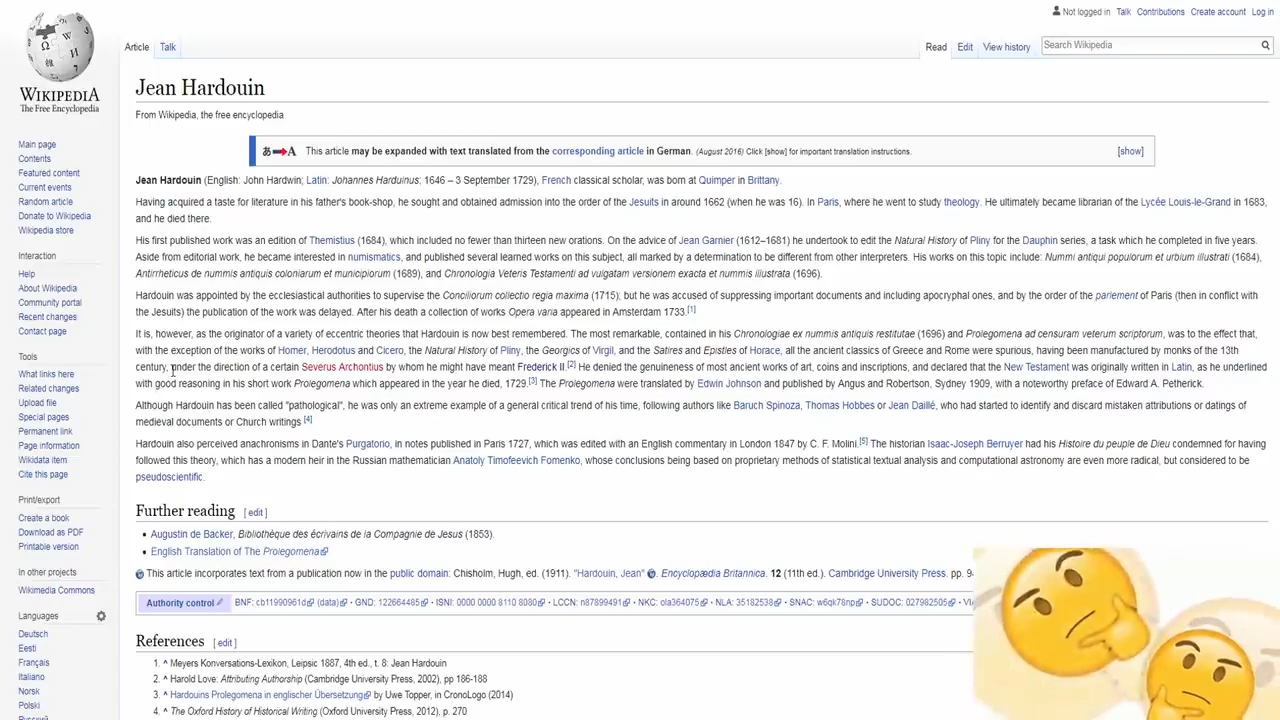 Not logged in Talk Contributions Create account Log in
Article Talk Read Edit View history Search Wikipedia
WIKIPEDIA
The Free Encyclopedia
Main page
Contents
Featured content
Current events
Random article
Donate to Wikipedia
Wikipedia store
Interaction
Help
About Wikipedia
Community portal
Recent changes
Contact page
Tools
What links here
Related changes
Upload file
Special pages
Permanent link
Page information
Wikidata item
Cite this page
Print/export
Create a book
Download as PDF
Printable version
In other projects
Wikimedia Commons
Languages
Deutsch
Eesti
Français
Italiano
Norsk
Polski
Jean Hardouin
From Wikipedia, the free encyclopedia
This article may be expanded with text translated from the corresponding article in German. (August 2016) Click [show] for important translation instructions. [show]
Jean Hardouin (English: John Hardwin; Latin: Johannes Harduinus; 1646 – 3 September 1729), French classical scholar, was born at Quimper in Brittany.
Having acquired a taste for literature in his father's book-shop, he sought and obtained admission into the order of the Jesuits in around 1662 (when he was 16). In Paris, where he went to study theology. He ultimately became librarian of the Lycée Louis-le-Grand in 1683,
and he died there.
His first published work was an edition of Themistius (1684), which included no fewer than thirteen new orations. On the advice of Jean Garnier (1612–1681) he undertook to edit the Natural History of Pliny for the Dauphin series, a task which he completed in five years.
Aside from editorial work, he became interested in numismatics, and published several learned works on this subject, all marked by a determination to be different from other interpreters. His works on this topic include: Nummi antiqui populorum et urbium illustrati (1684),
Antirrheticus de nummis antiquis coloniarum et municipiorum (1689), and Chronologia Veteris Testamenti ad vulgatam versionem exacta et nummis illustrata (1696).
Hardouin was appointed by the ecclesiastical authorities to supervise the Conciliorum collectio regia maxima (1715); but he was accused of suppressing important documents and including apocryphal ones, and by the order of the parlement of Paris (then in conflict with
the Jesuits) the publication of the work was delayed. After his death a collection of works Opera varia appeared in Amsterdam 1733.[1]
It is, however, as the originator of a variety of eccentric theories that Hardouin is now best remembered. The most remarkable, contained in his Chronologiae ex nummis antiquis restitutae (1696) and Prolegomena ad censuram veterum scriptorum, was to the effect that,
with the exception of the works of Homer, Herodotus and Cicero, the Natural History of Pliny, the Georgics of Virgil, and the Satires and Epistles of Horace, all the ancient classics of Greece and Rome were spurious, having been manufactured by monks of the 13th
century, under the direction of a certain Severus Archontius by whom he might have meant Frederick II.[2] He denied the genuineness of most ancient works of art, coins and inscriptions, and declared that the New Testament was originally written in Latin, as he underlined
with good reasoning in his short work Prolegomena which appeared in the year he died, 1729.[3] The Prolegomena were translated by Edwin Johnson and published by Angus and Robertson, Sydney 1909, with a noteworthy preface of Edward A. Petherick.
Although Hardouin has been called "pathological", he was only an extreme example of a general critical trend of his time, following authors like Baruch Spinoza, Thomas Hobbes or Jean Daillé, who had started to identify and discard mistaken attributions or datings of
medieval documents or Church writings [4]
Hardouin also perceived anachronisms in Dante's Purgatorio, in notes published in Paris 1727, which was edited with an English commentary in London 1847 by C. F. Molini.[5] The historian Isaac-Joseph Berruyer had his Histoire du peuple de Dieu condemned for having
followed this theory, which has a modern heir in the Russian mathematician Anatoly Timofeevich Fomenko, whose conclusions being based on proprietary methods of statistical textual analysis and computational astronomy are even more radical, but considered to be
pseudoscientific.
Further reading [ edit ]
• Augustin de Backer, Bibliothèque des écrivains de la Compagnie de Jesus (1853).
• English Translation of The Prolegomena
This article incorporates text from a publication now in the public domain: Chisholm, Hugh, ed. (1911). "Hardouin, Jean". Encyclopædia Britannica. 12 (11th ed.). Cambridge University Press. pp.
Authority control BNF: cb11990961d (data) · GND: 122664485 · ISNI: 0000 0000 8110 8080 · LCCN: n87899491 · NKC: ola364075 · NLA: 35182538 · SNAC: w6qk78np · SUDOC: 027982505 ·
References [ edit ]
1. ^ Meyers Konversations-Lexikon, Leipsic 1887, 4th ed., t. 8: Jean Hardouin
2. ^ Harold Love: Attributing Authorship (Cambridge University Press, 2002), pp 186-188
3. ^ Hardouins Prolegomena in englischer Übersetzung by Uwe Topper, in CronoLogo (2014)
4. ^ The Oxford History of Historical Writing (Oxford University Press, 2012), p. 270